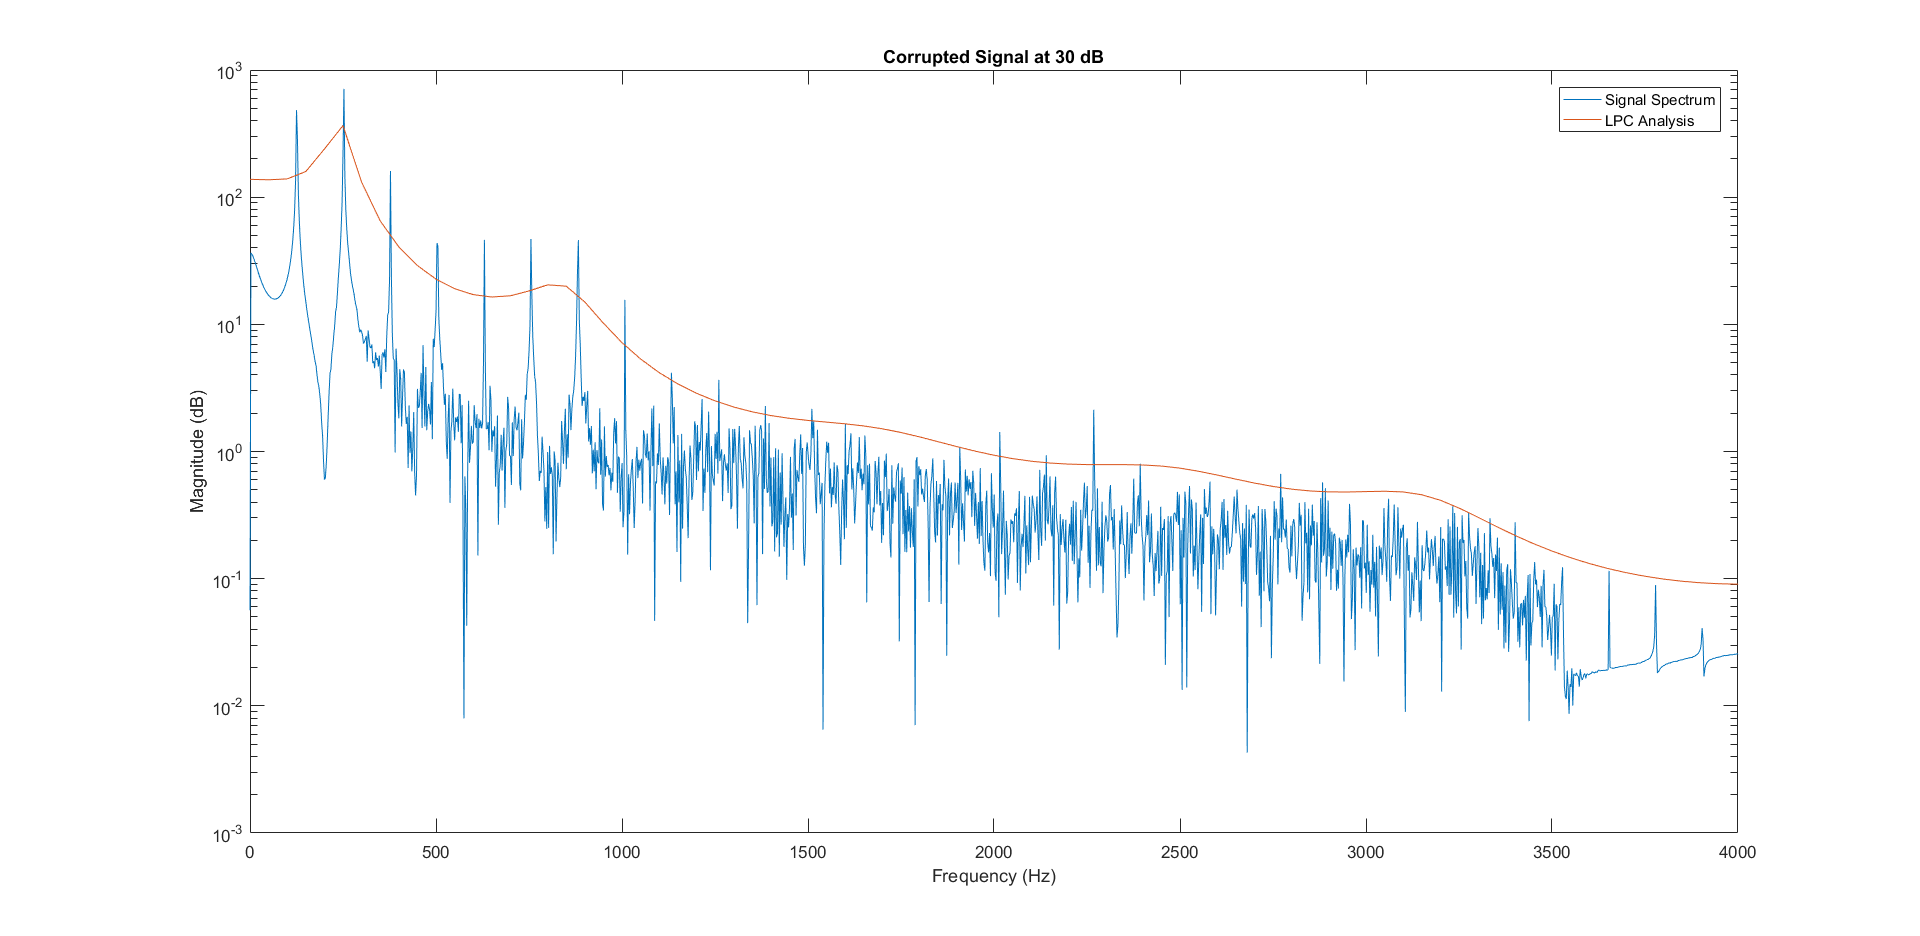 Corrupted Signal at 30 dB
Signal Spectrum
LPC Analysis
Magnitude (dB)
10^3
10^2
10^1
10^0
10^-1
10^-2
10^-3
0 500 1000 1500 2000 2500 3000 3500 4000
Frequency (Hz)